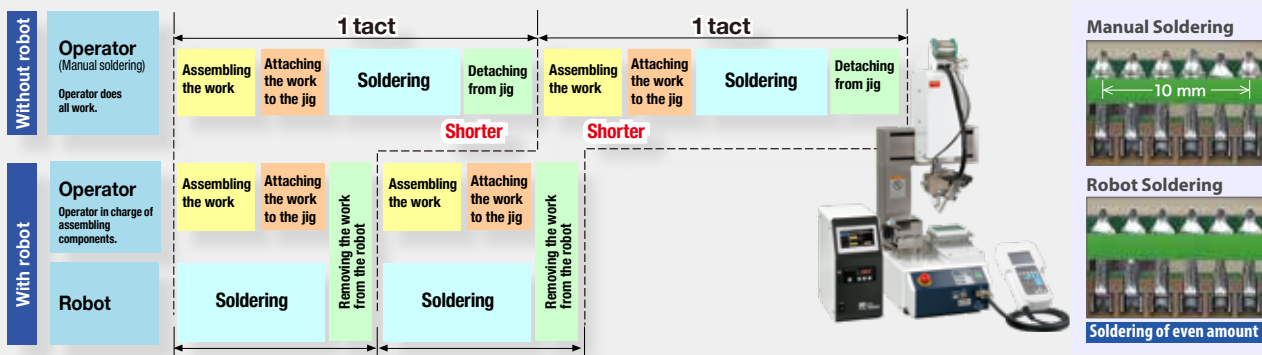 Without robot
Operator
(Manual soldering)
Operator does
all work.
1 tact
1 tact
Assembling
the work
Attaching
the work
to the jig
Soldering
Detaching
from jig
Assembling
the work
Attaching
the work
to the jig
Soldering
Detaching
from jig
Shorter
Shorter
With robot
Operator
Operator in charge of
assembling
components.
Robot
Assembling
the work
Attaching
the work
to the jig
Removing the work
from the robot
Assembling
the work
Attaching
the work
to the jig
Removing the work
from the robot
Soldering
Soldering
Manual Soldering
10 mm
Robot Soldering
Soldering of even amount